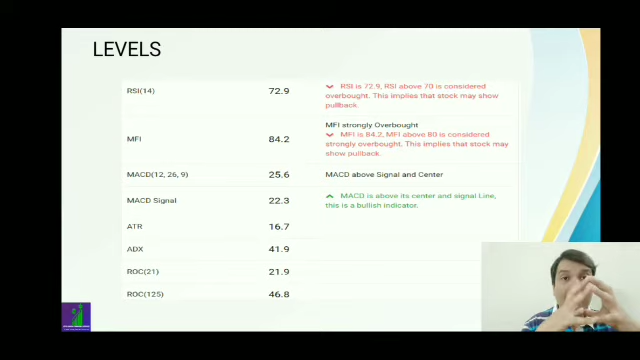 LEVELS
RSI(14) 72.9 RSI is 72.9, RSI above 70 is considered
overbought. This implies that stock may show
pullback.
MFI strongly Overbought
MFI 84.2 MFI is 84.2, MFI above 80 is considered
strongly overbought. This implies that stock may
show pullback.
MACD(12, 26, 9) 25.6 MACD above Signal and Center
MACD Signal 22.3 MACD is above its center and signal Line,
this is a bullish indicator.
ATR 16.7
ADX 41.9
ROC(21) 21.9
ROC(125) 46.8